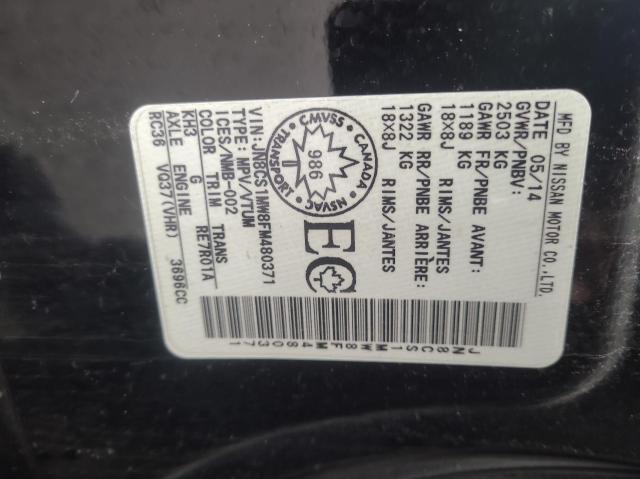 MFD BY NISSAN MOTOR CO.,LTD.
DATE 05/14
GVWR/PNBV:
2503 KG
GAWR FR/PNBE AVANT:
1189 KG RIMS/JANTES
18X8J
GAWR RR/PNBE ARRIÈRE:
1322 KG RIMS/JANTES
18X8J
CANADA
CMVSS
TRANSPORT
NSVAC
986
EC
VIN:JN8CS1MW8FM480371
TYPE:MPV/VTUM
ICES/NMB-002
COLOR TRIM TRANS
KH3 G RE7R01A
AXLE ENGINE
RC36 VQ37(VHR) 3696CC
JN8CS1MW8FM480371